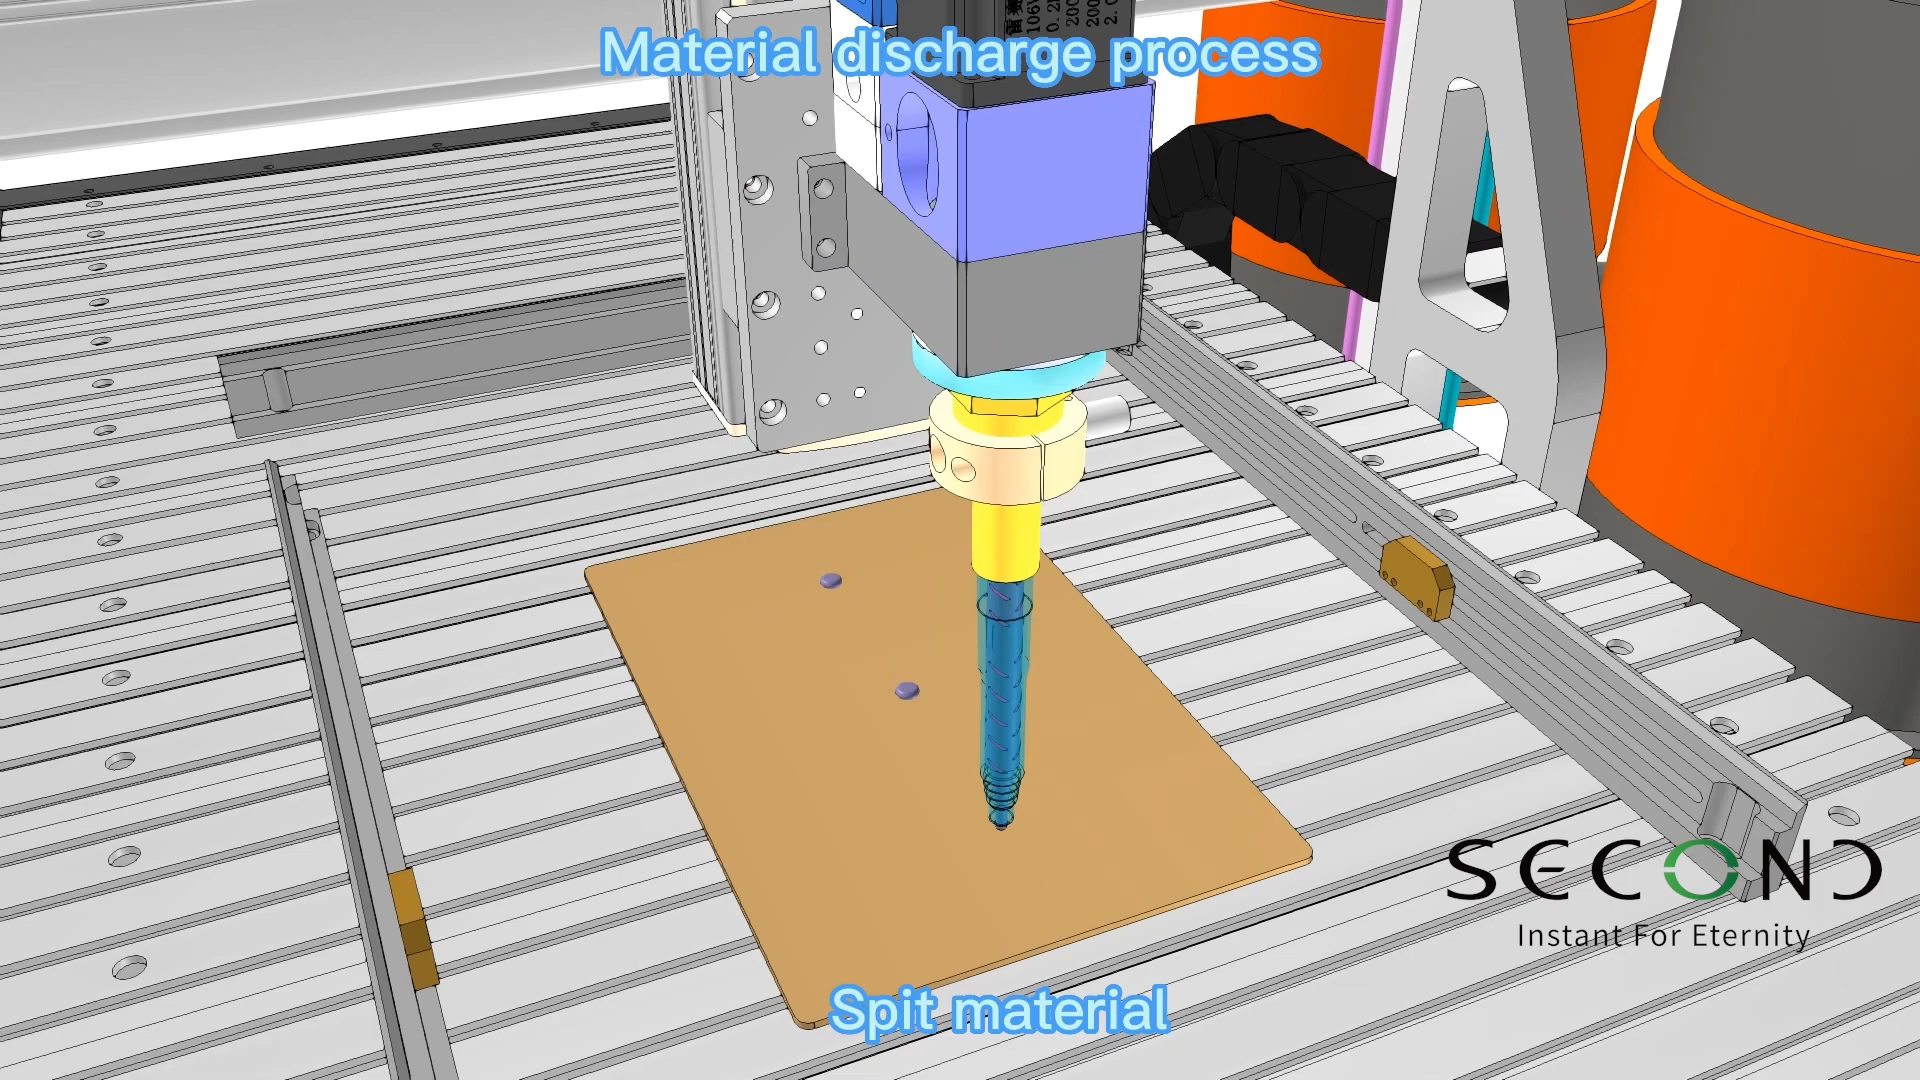 Material discharge process
SECOND
Instant For Eternity
Spit material